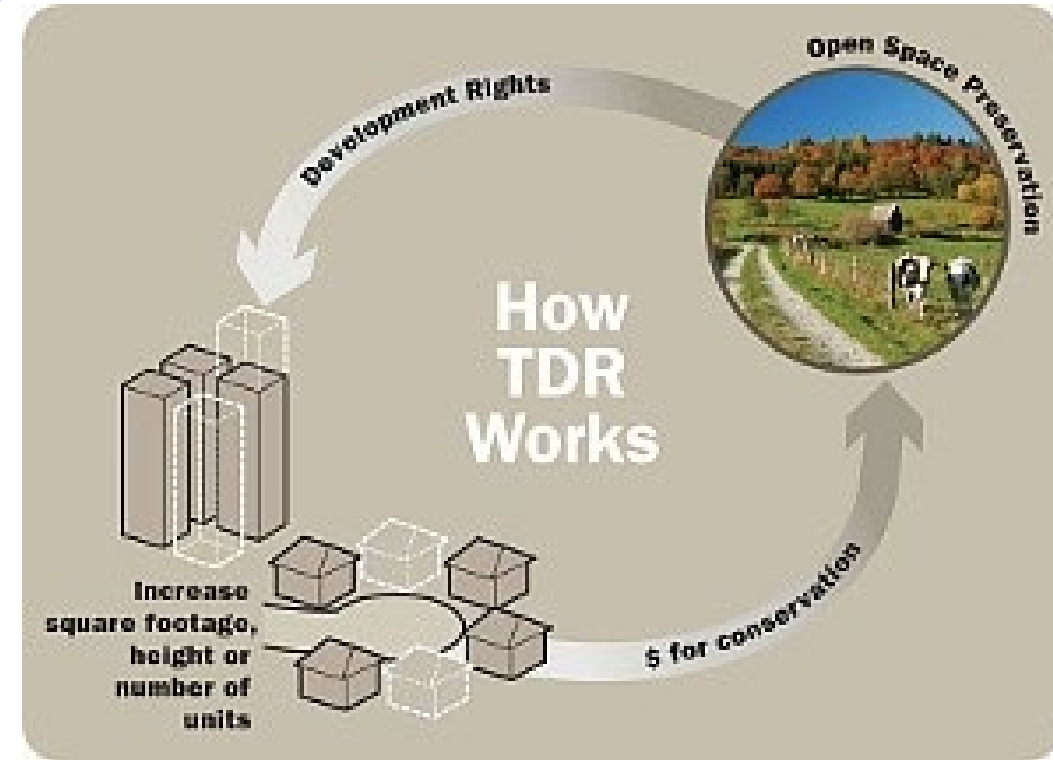 Open Space Preservation
Development Rights
How
TDR
Works
$ for conservation
Increase
square footage,
height or
number of
units